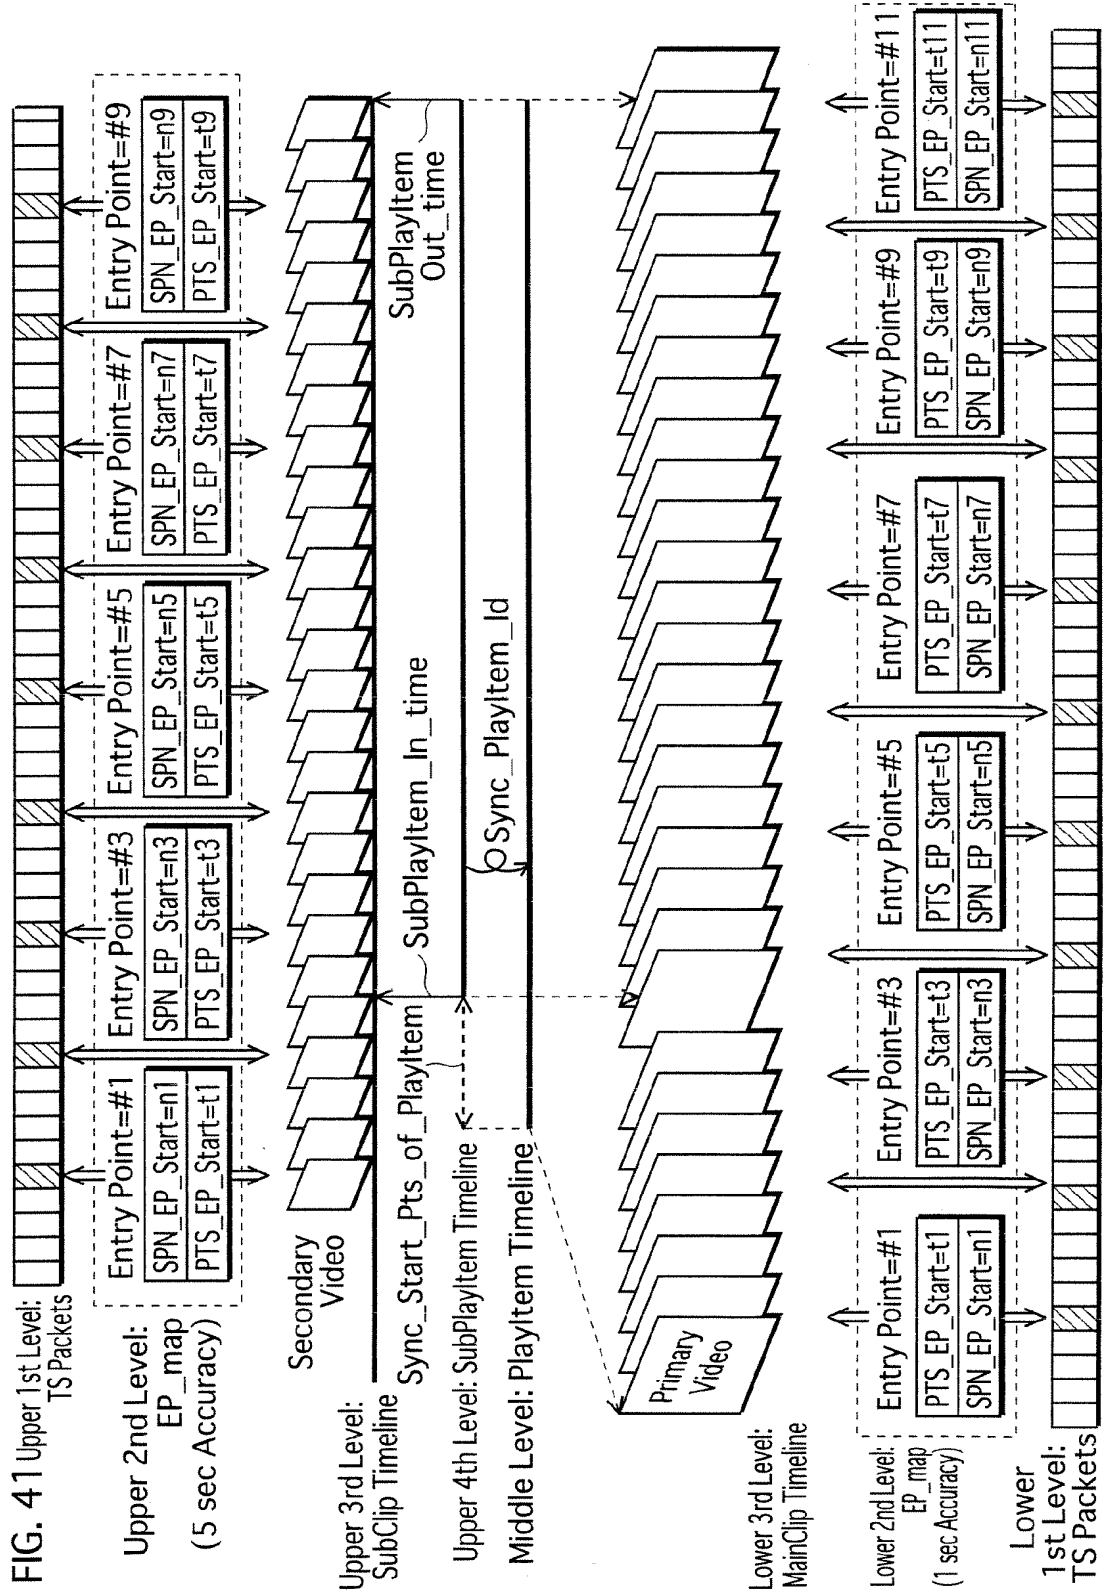 FIG. 41
Upper 1st Level:
TS Packets
Upper 2nd Level:
EP_map
(5 sec Accuracy)
Entry Point=#1
SPN_EP_Start=n1
PTS_EP_Start=t1
Entry Point=#3
SPN_EP_Start=n3
PTS_EP_Start=t3
Entry Point=#5
SPN_EP_Start=n5
PTS_EP_Start=t5
Entry Point=#7
SPN_EP_Start=n7
PTS_EP_Start=t7
Entry Point=#9
SPN_EP_Start=n9
PTS_EP_Start=t9
Secondary
Video
Upper 3rd Level:
SubClip Timeline
Sync_Start_Pts_of_PlayItem
SubPlayItem_In_time
SubPlayItem
Out_time
Upper 4th Level: SubPlayItem Timeline
Sync_PlayItem_Id
Middle Level: PlayItem Timeline
Primary
Video
Lower 3rd Level:
MainClip Timeline
Lower 2nd Level:
EP_map
(1 sec Accuracy)
Entry Point=#1
PTS_EP_Start=t1
SPN_EP_Start=n1
Entry Point=#3
PTS_EP_Start=t3
SPN_EP_Start=n3
Entry Point=#5
PTS_EP_Start=t5
SPN_EP_Start=n5
Entry Point=#7
PTS_EP_Start=t7
SPN_EP_Start=n7
Entry Point=#9
PTS_EP_Start=t9
SPN_EP_Start=n9
Entry Point=#11
PTS_EP_Start=t11
SPN_EP_Start=n11
Lower
1st Level:
TS Packets